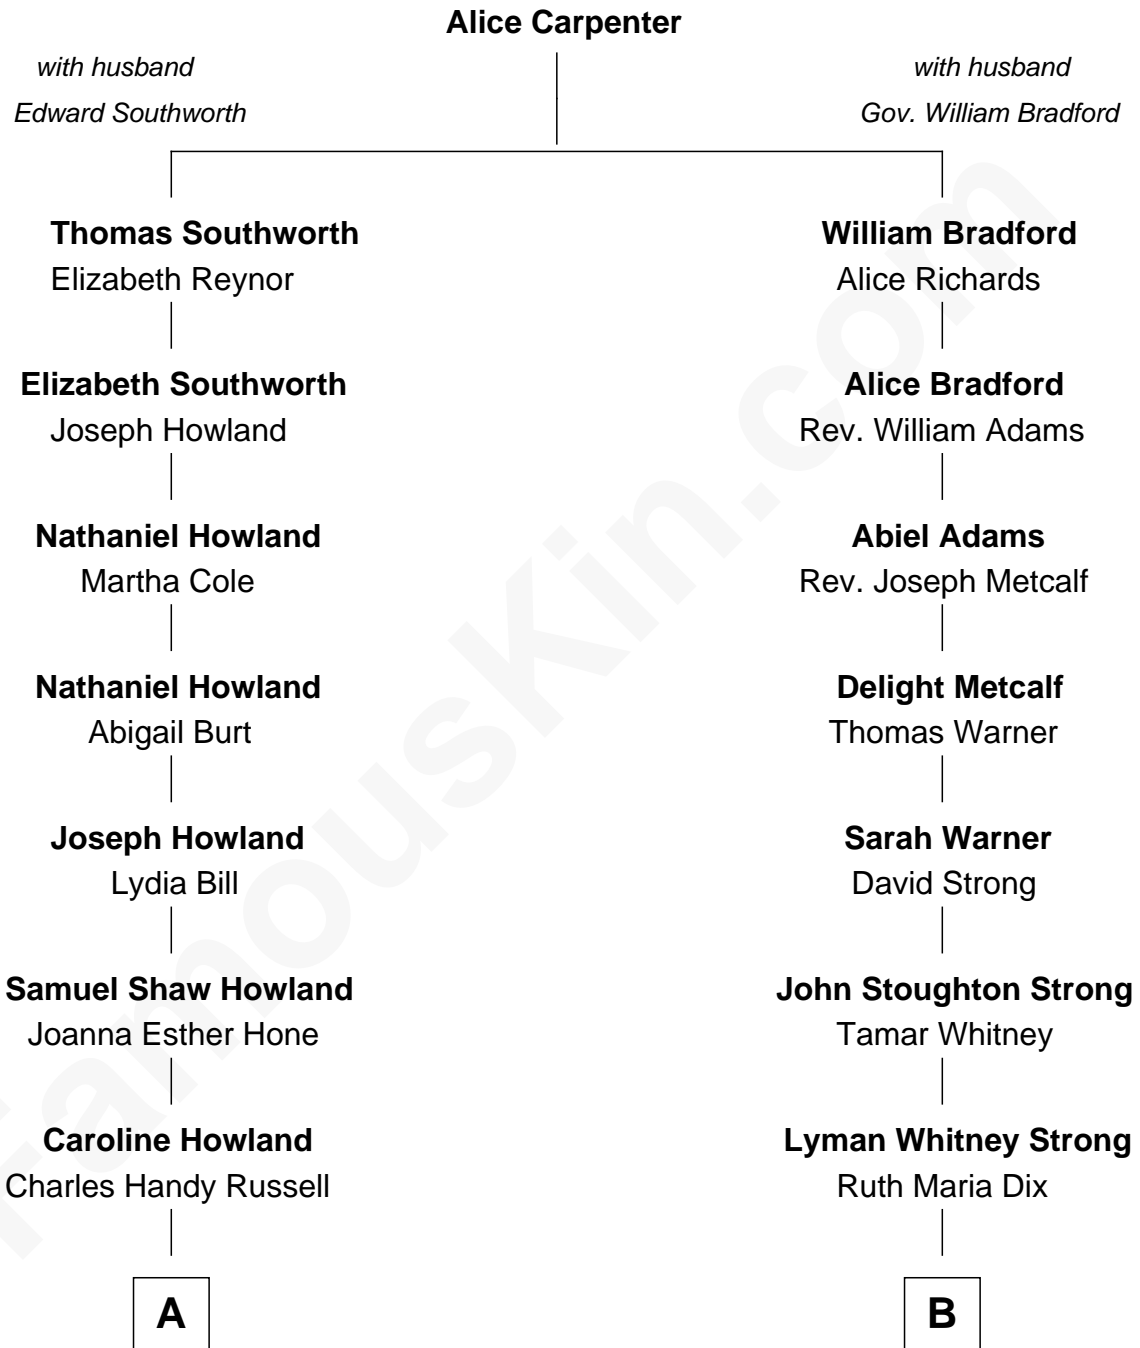 Alice Carpenter
with husband
Edward Southworth
with husband
Gov. William Bradford
Thomas Southworth
Elizabeth Reynor
William Bradford
Alice Richards
Elizabeth Southworth
Joseph Howland
Alice Bradford
Rev. William Adams
Nathaniel Howland
Martha Cole
Abiel Adams
Rev. Joseph Metcalf
Nathaniel Howland
Abigail Burt
Delight Metcalf
Thomas Warner
Joseph Howland
Lydia Bill
Sarah Warner
David Strong
Samuel Shaw Howland
Joanna Esther Hone
John Stoughton Strong
Tamar Whitney
Caroline Howland
Charles Handy Russell
Lyman Whitney Strong
Ruth Maria Dix
A
B
FamousKin.com